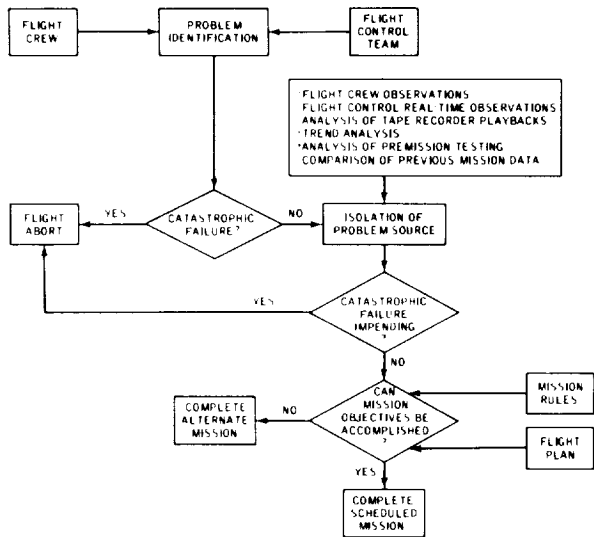 FLIGHT
CREW
PROBLEM
IDENTIFICATION
FLIGHT
CONTROL
TEAM
FLIGHT CREW OBSERVATIONS
FLIGHT CONTROL REAL-TIME OBSERVATIONS
ANALYSIS OF TAPE RECORDER PLAYBACKS
TREND ANALYSIS
ANALYSIS OF PREMISSION TESTING
COMPARISON OF PREVIOUS MISSION DATA
FLIGHT
ABORT
YES
CATASTROPHIC
FAILURE?
NO
ISOLATION OF
PROBLEM SOURCE
YES
CATASTROPHIC
FAILURE
IMPENDING
?
NO
COMPLETE
ALTERNATE
MISSION
NO
CAN
MISSION
OBJECTIVES BE
ACCOMPLISHED
?
MISSION
RULES
FLIGHT
PLAN
YES
COMPLETE
SCHEDULED
MISSION